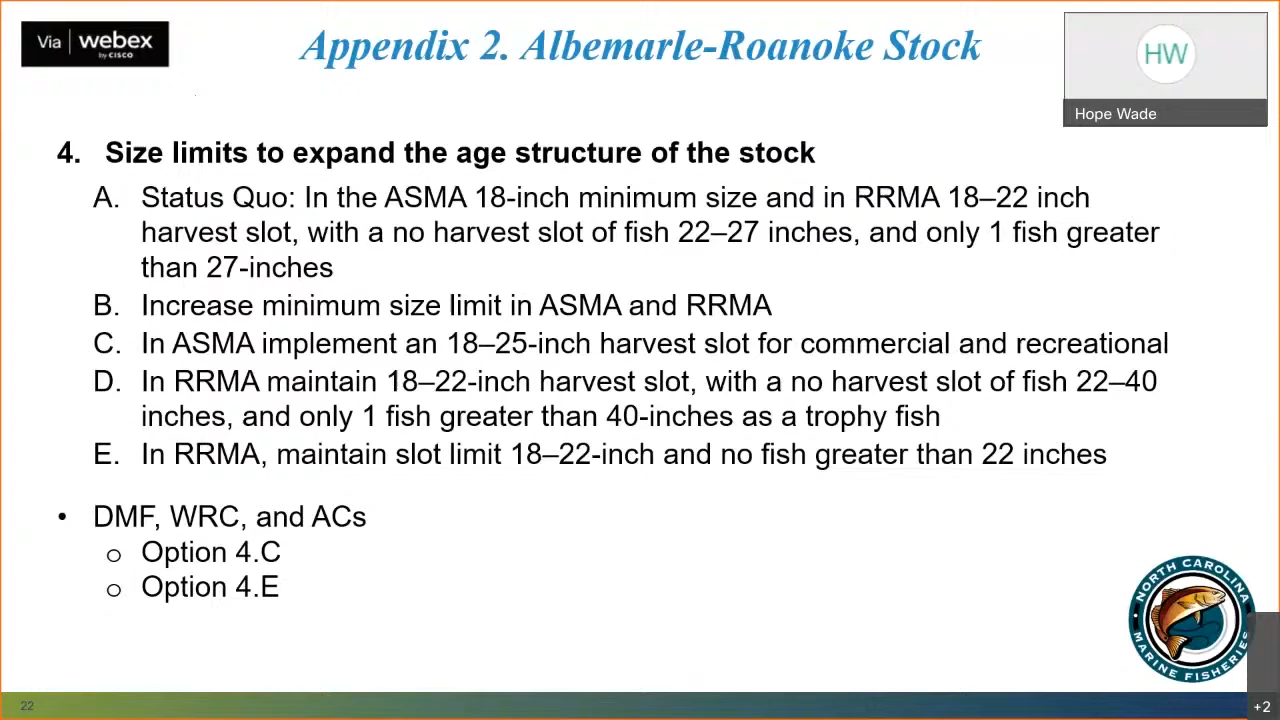 Via webex
by CISCO
Appendix 2. Albemarle-Roanoke Stock
HW
Hope Wade
4. Size limits to expand the age structure of the stock
A. Status Quo: In the ASMA 18-inch minimum size and in RRMA 18–22 inch
harvest slot, with a no harvest slot of fish 22–27 inches, and only 1 fish greater
than 27-inches
B. Increase minimum size limit in ASMA and RRMA
C. In ASMA implement an 18–25-inch harvest slot for commercial and recreational
D. In RRMA maintain 18–22-inch harvest slot, with a no harvest slot of fish 22–40
inches, and only 1 fish greater than 40-inches as a trophy fish
E. In RRMA, maintain slot limit 18–22-inch and no fish greater than 22 inches
• DMF, WRC, and ACs
o Option 4.C
o Option 4.E
NORTH CAROLINA
MARINE FISHERIES
22
+2